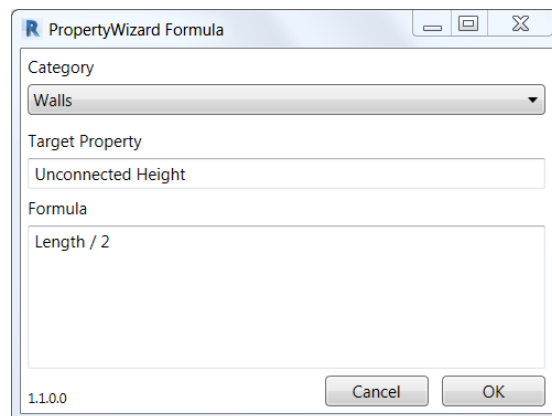 R PropertyWizard Formula
Category
Walls
Target Property
Unconnected Height
Formula
Length / 2
1.1.0.0
Cancel
OK